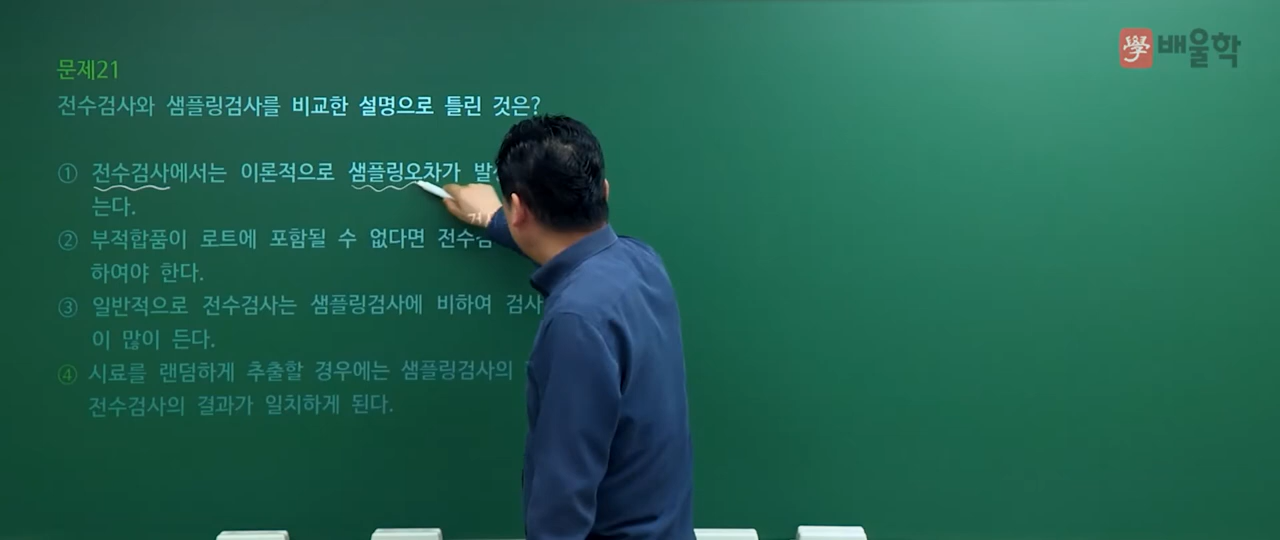 學 배울학
문제21
전수검사와 샘플링검사를 비교한 설명으로 틀린 것은?
① 전수검사에서는 이론적으로 샘플링오차가
는다.
② 부적합품이 로트에 포함될 수 없다면
하여야 한다.
③ 일반적으로 전수검사는 샘플링검사에 비하여 검사
이 많이 든다.
④ 시료를 랜덤하게 추출할 경우에는 샘플링검사의
전수검사의 결과가 일치하게 된다.